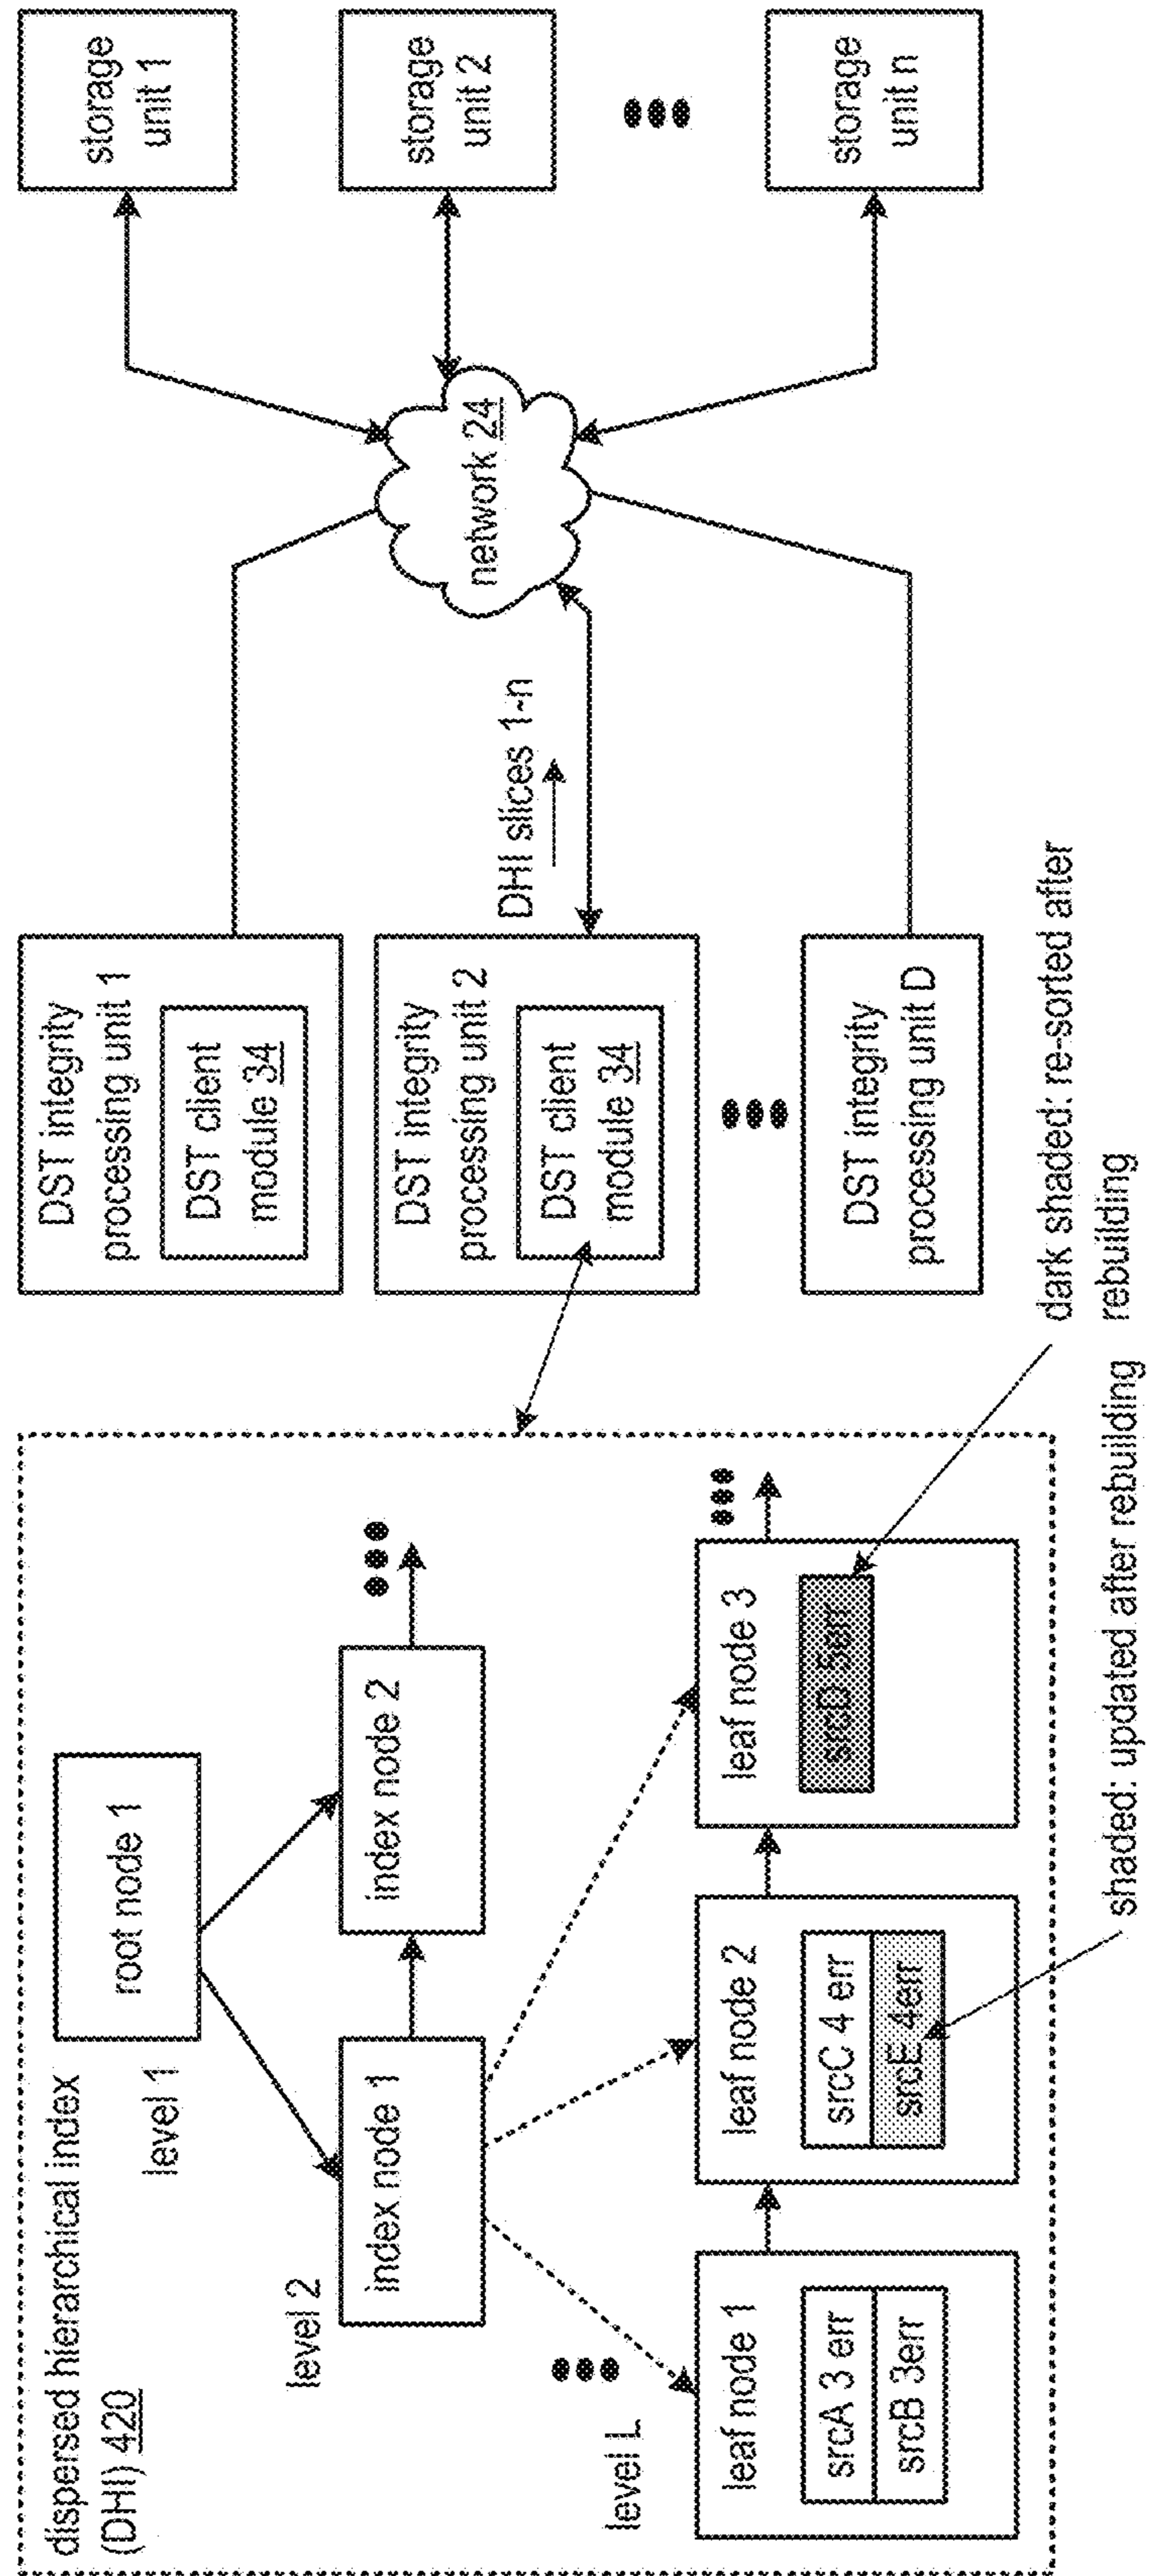 dispersed hierarchical index
(DHI) 420
level 1
root node 1
level 2
index node 1
index node 2
level L
leaf node 1
srcA 3 err
srcB 3err
leaf node 2
srcC 4 err
srcE 4err
leaf node 3
srcD 5err
shaded: updated after rebuilding
dark shaded: re-sorted after
rebuilding
DST integrity
processing unit 1
DST client
module 34
DST integrity
processing unit 2
DST client
module 34
DST integrity
processing unit D
DHI slices 1-n
network 24
storage
unit 1
storage
unit 2
storage
unit n